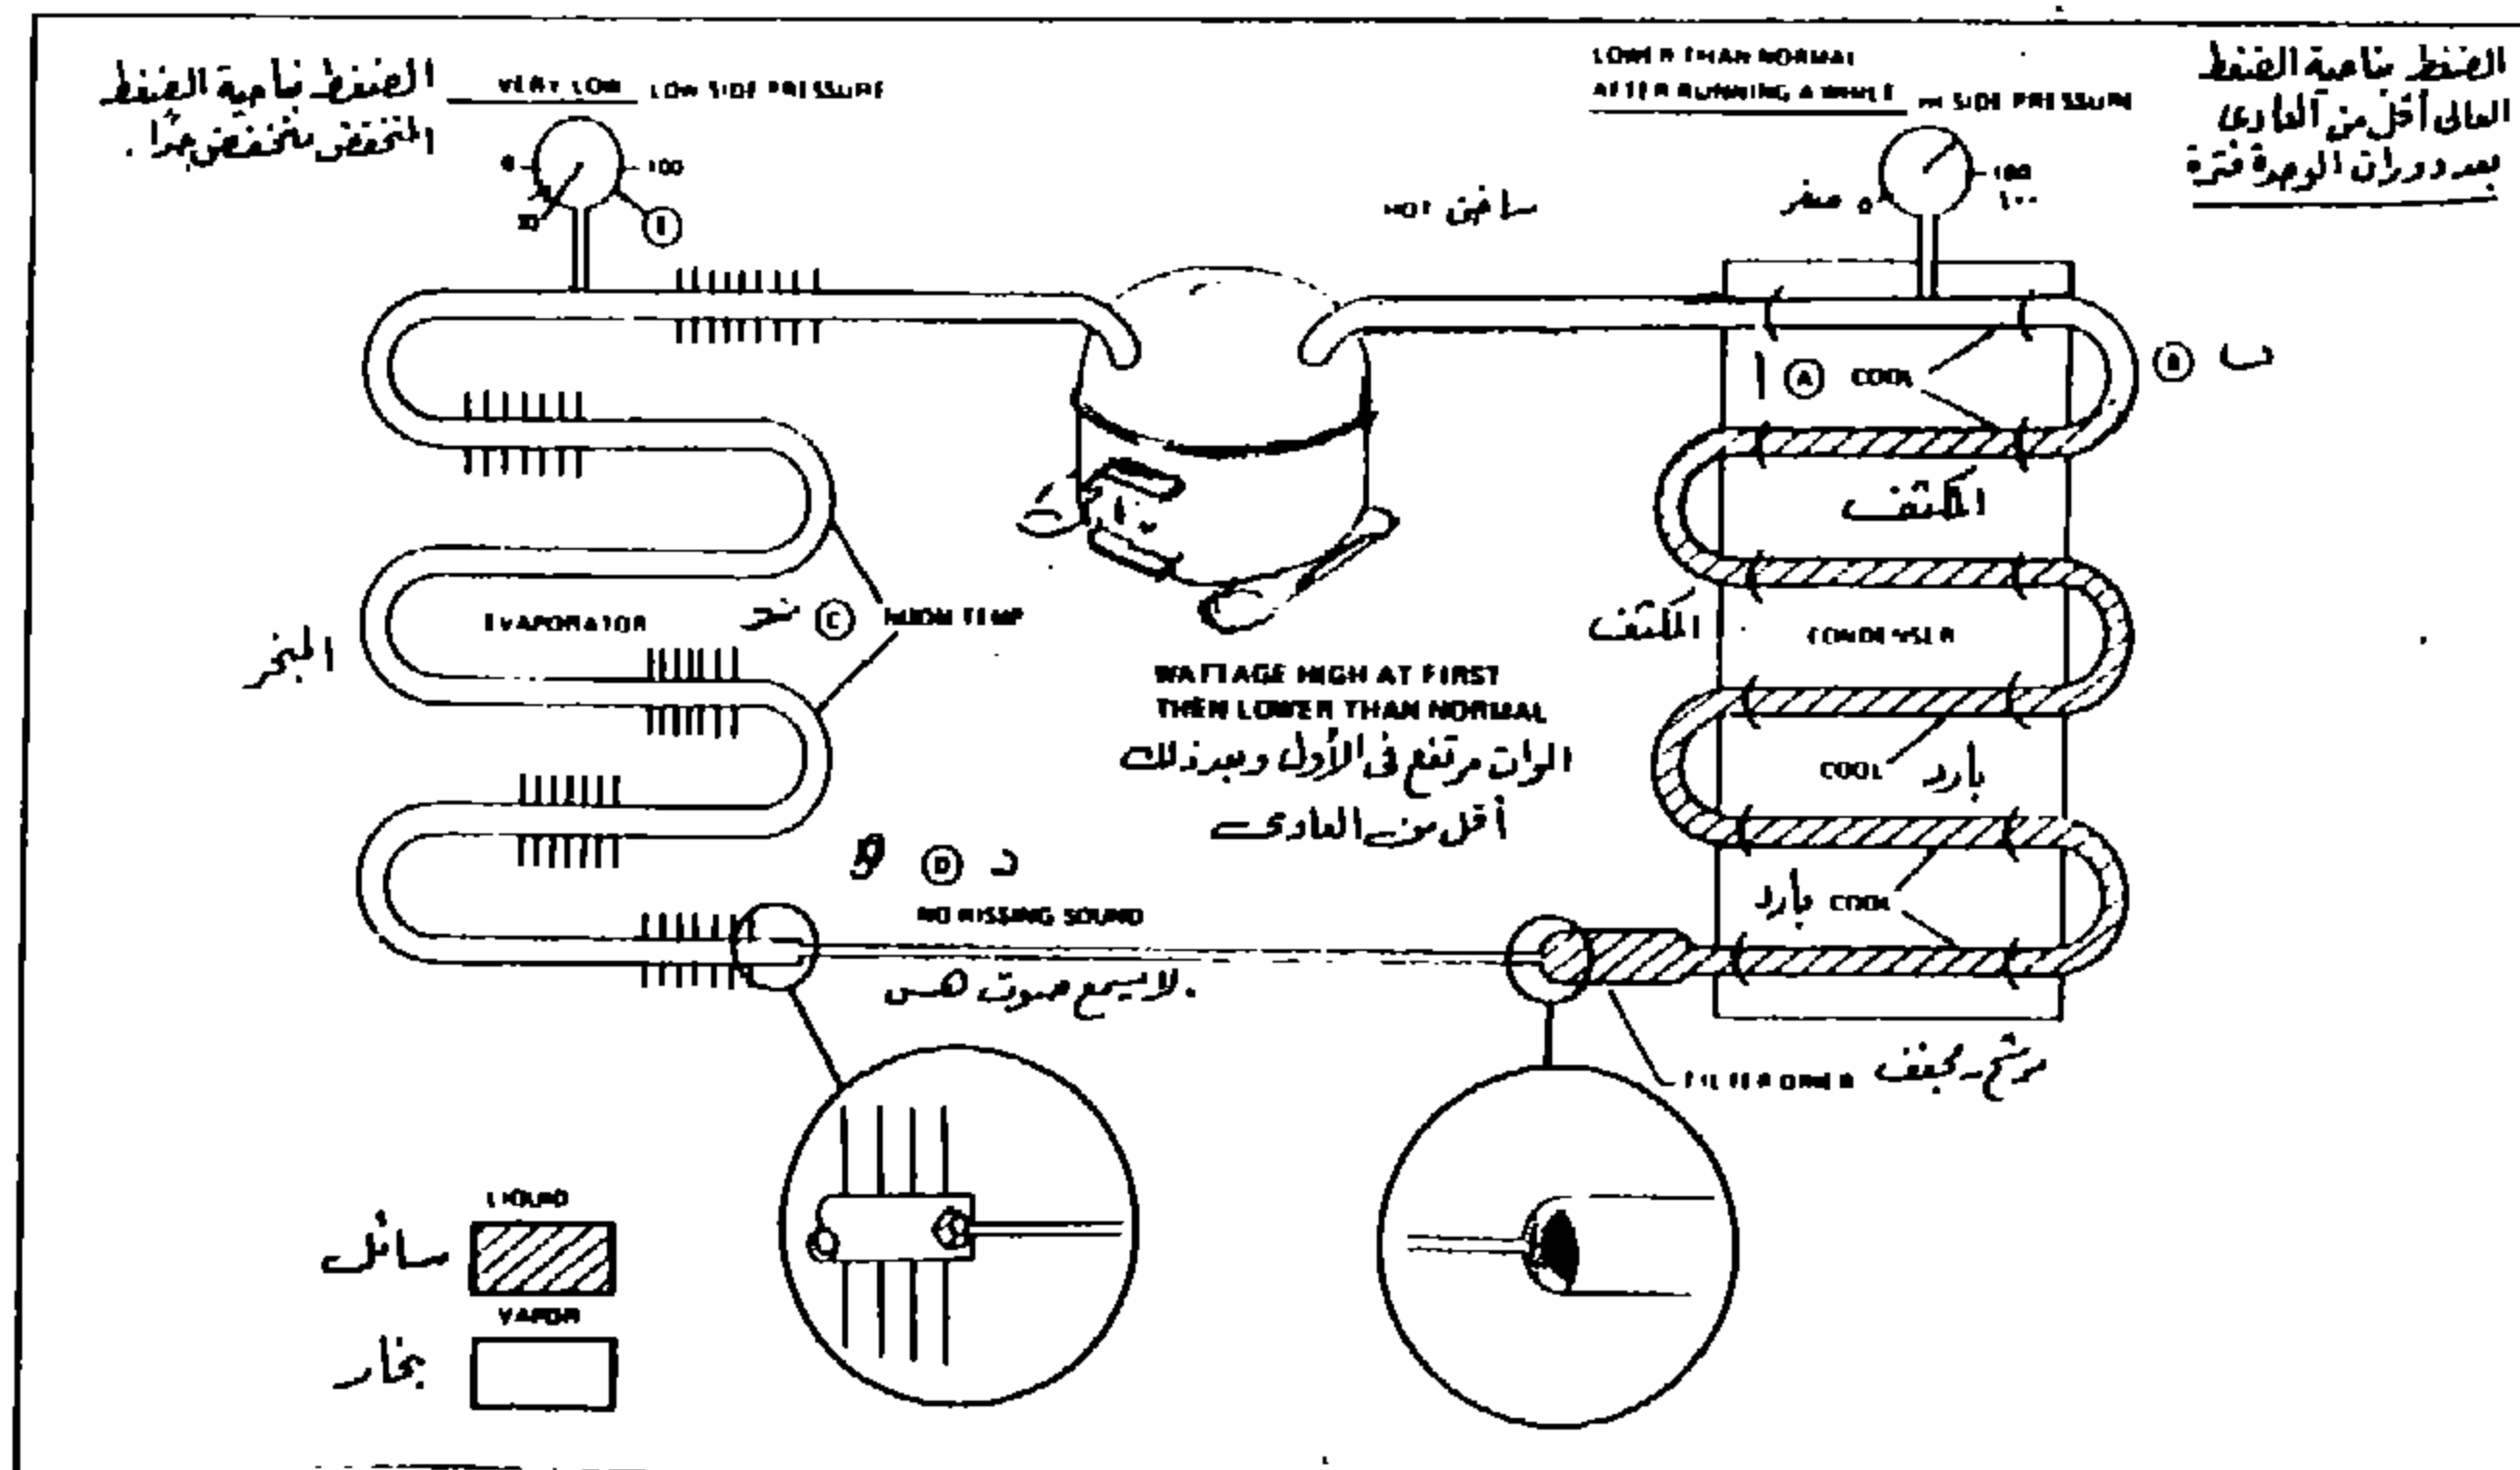 الضغط ناحية الضغط
المنخفض منخفض جدًا .
VERY LOW LOW SIDE PRESSURE
0
100
30
E
LOWER THAN NORMAL
AFTER RUNNING A WHILE HI SIDE PRESSURE
الضغط ناحية الضغط
العالى أقل من العادى
بعد دوران الوحدة فترة
HOT ساخن
صفر 0
100
١٠٠
أ A COOL
B ب
المكثف
EVAPORATOR
C
ROOM TEMP
المبخر
المكثف
CONDENSER
WATTAGE HIGH AT FIRST
THEN LOWER THAN NORMAL
الوات مرتفع فى الأول وبعد ذلك
أقل من العادى
COOL بارد
و D د
NO HISSING SOUND
لا يسمع صوت هس .
بارد COOL
FILTER DRIER مرشح مجفف
LIQUID
سائل
VAPOR
بخار